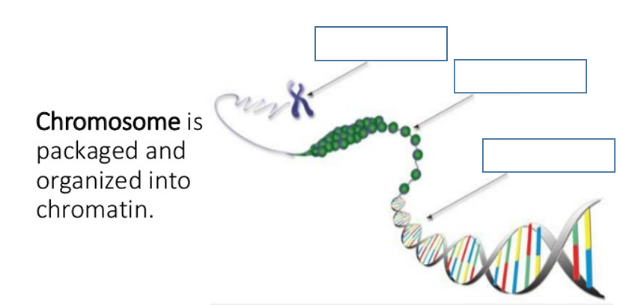 Chromosome is
packaged and
organized into
chromatin.